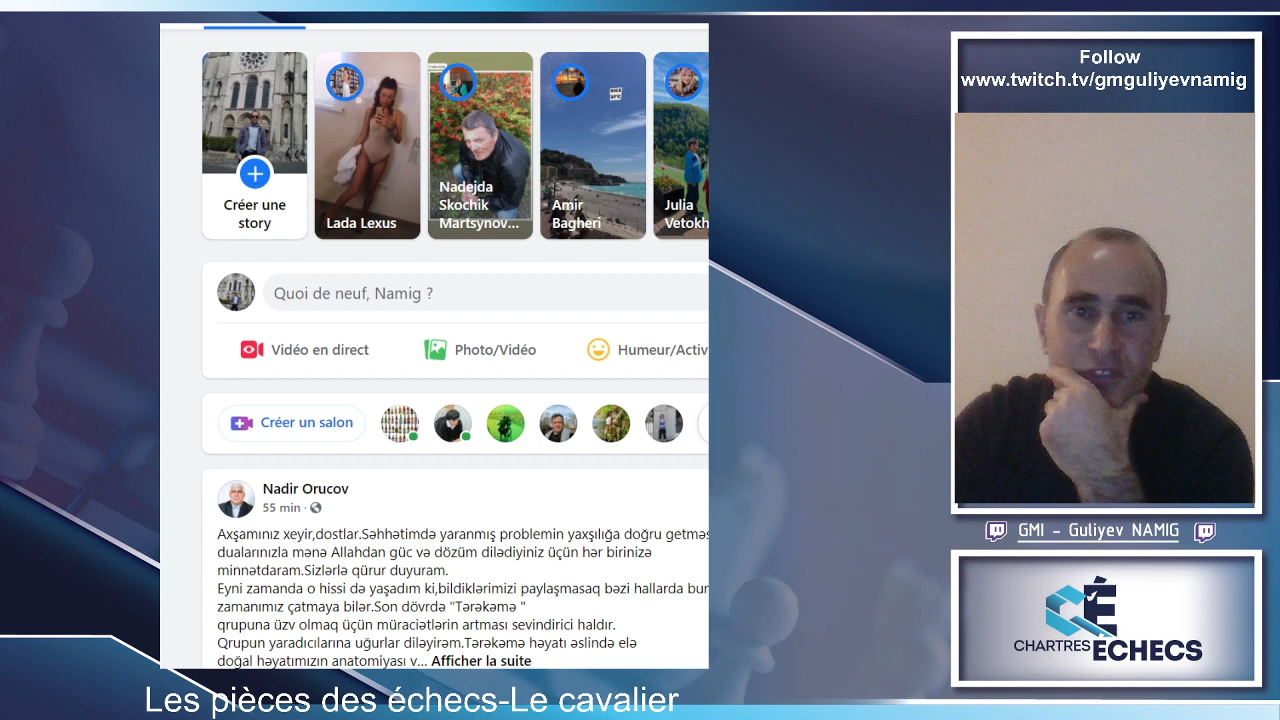 Follow
www.twitch.tv/gmguliyevnamig
Créer une
story
Lada Lexus
Nadejda
Skochik
Martsynov...
Amir
Bagheri
Julia
Vetokh
Quoi de neuf, Namig ?
Vidéo en direct
Photo/Vidéo
Humeur/Activ
Créer un salon
Nadir Orucov
55 min ·
Axşamınız xeyir,dostlar.Səhhətimdə yaranmış problemin yaxşılığa doğru getməs
dualarınızla mənə Allahdan güc və dözüm dilədiyiniz üçün hər birinizə
minnətdaram.Sizlərlə qürur duyuram.
Eyni zamanda o hissi də yaşadım ki,bildiklərimizi paylaşmasaq bəzi hallarda bun
zamanımız çatmaya bilər.Son dövrdə "Tərəkəmə "
qrupuna üzv olmaq üçün müraciətlərin artması sevindirici haldır.
Qrupun yaradıcılarına uğurlar diləyirəm.Tərəkəmə həyatı əslində elə
doğal həyatımızın anatomiyası v... Afficher la suite
GMI - Guliyev NAMIG
CHARTRES ÉCHECS
Les pièces des échecs-Le cavalier